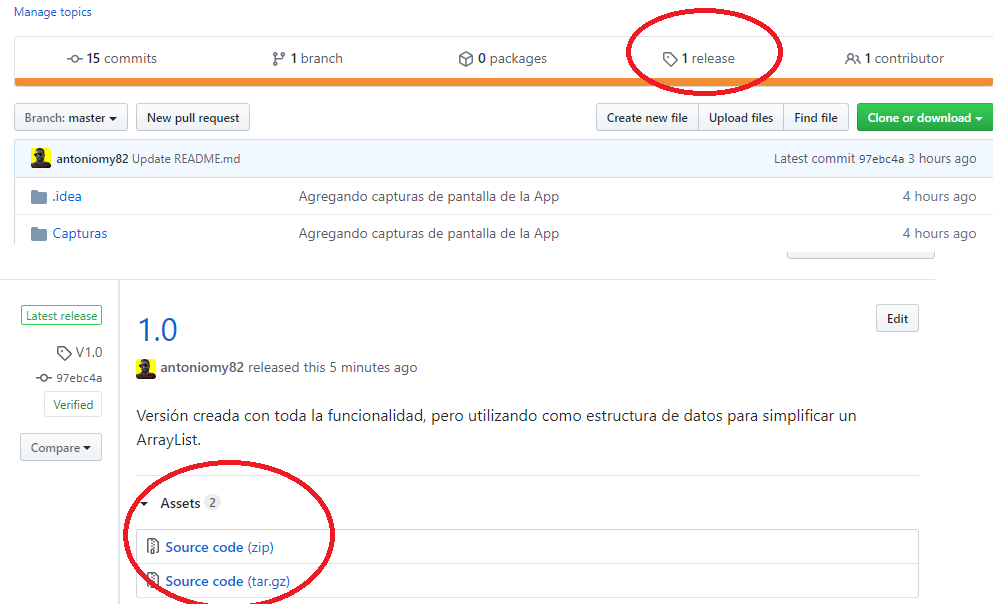 Manage topics
15 commits 1 branch 0 packages 1 release 1 contributor
Branch: master New pull request Create new file Upload files Find file Clone or download
antoniomy82 Update README.md Latest commit 97ebc4a 3 hours ago
.idea Agregando capturas de pantalla de la App 4 hours ago
Capturas Agregando capturas de pantalla de la App 4 hours ago
Latest release 1.0 Edit
V1.0
antoniomy82 released this 5 minutes ago
97ebc4a
Verified
Versión creada con toda la funcionalidad, pero utilizando como estructura de datos para simplificar un
ArrayList.
Compare
Assets 2
Source code (zip)
Source code (tar.gz)